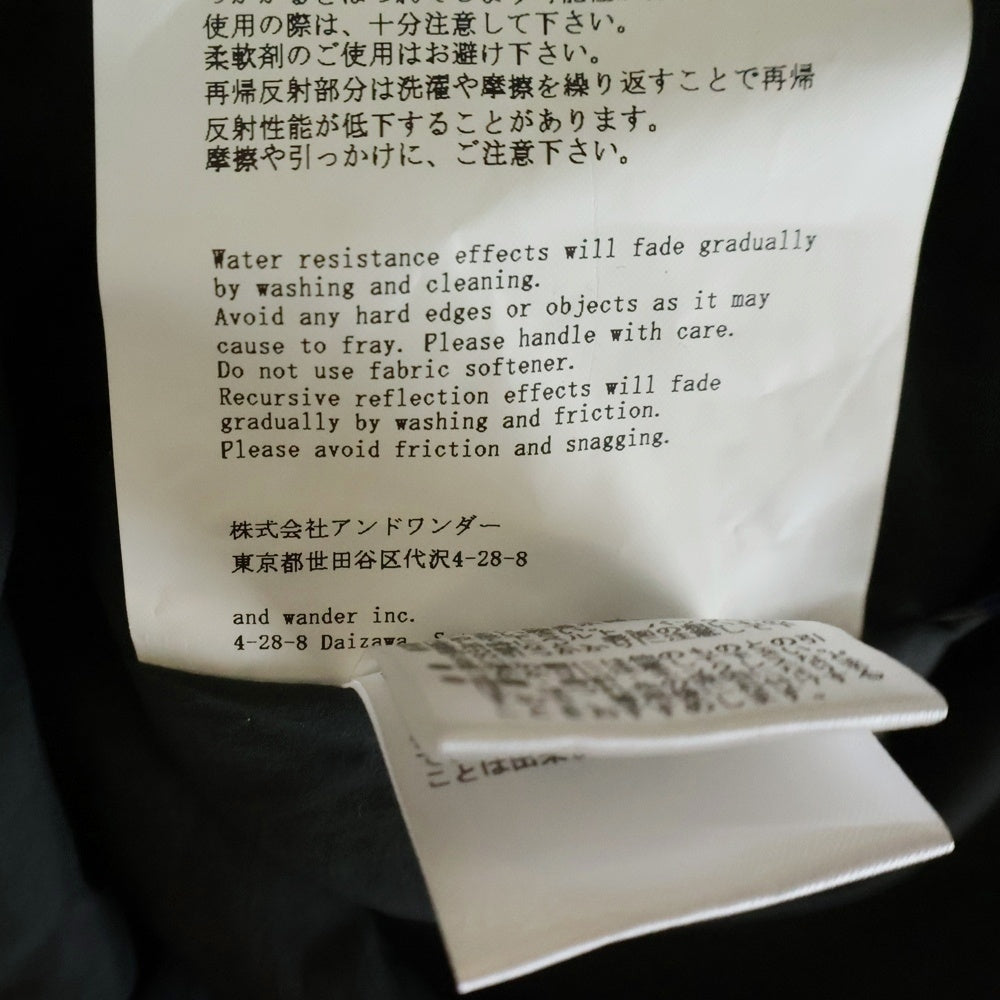 使用の際は、十分注意して下さい。
柔軟剤のご使用はお避け下さい。
再帰反射部分は洗濯や摩擦を繰り返すことで再帰
反射性能が低下することがあります。
摩擦や引っかけに、ご注意下さい。
Water resistance effects will fade gradually
by washing and cleaning.
Avoid any hard edges or objects as it may
cause to fray. Please handle with care.
Do not use fabric softener.
Recursive reflection effects will fade
gradually by washing and friction.
Please avoid friction and snagging.
株式会社アンドワンダー
東京都世田谷区代沢4-28-8
and wander inc.
4-28-8 Daizawa
ことは出来